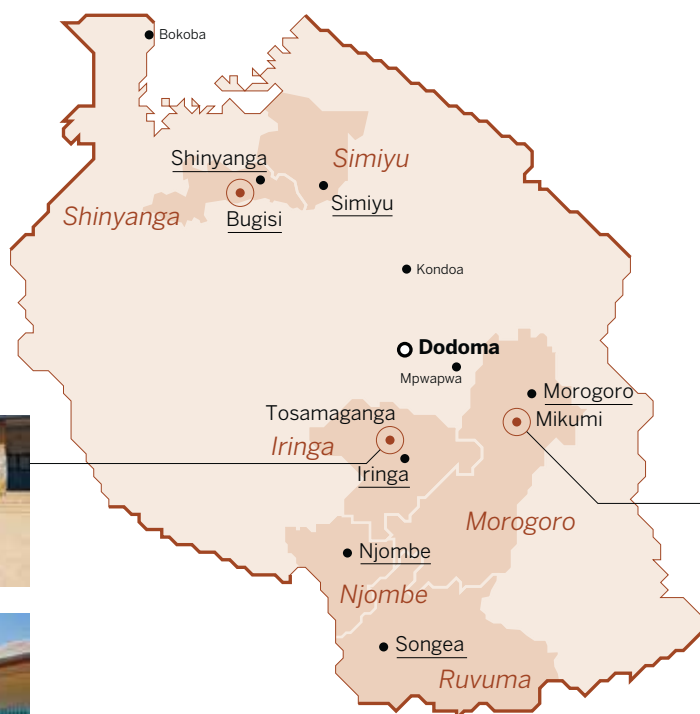 Bokoba
Shinyanga
Simiyu
Shinyanga
Simiyu
Bugisi
Kondoa
Dodoma
Mpwapwa
Morogoro
Tosamaganga
Mikumi
Iringa
Iringa
Morogoro
Njombe
Njombe
Songea
Ruvuma